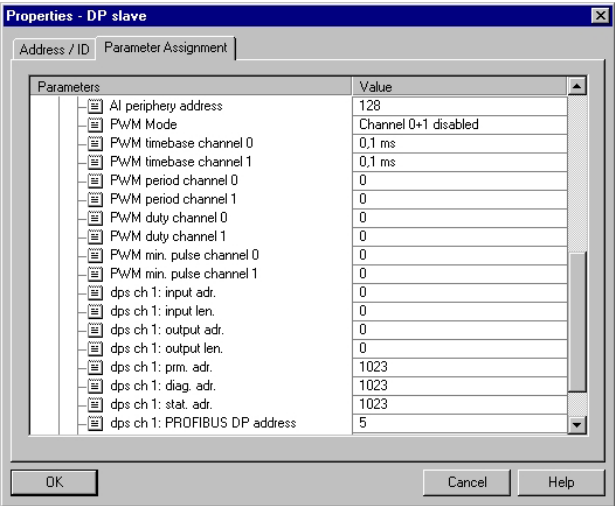 Properties - DP slave
Address / ID Parameter Assignment
Parameters Value
AI periphery address 128
PWM Mode Channel 0+1 disabled
PWM timebase channel 0 0,1 ms
PWM timebase channel 1 0,1 ms
PWM period channel 0 0
PWM period channel 1 0
PWM duty channel 0 0
PWM duty channel 1 0
PWM min. pulse channel 0 0
PWM min. pulse channel 1 0
dps ch 1: input adr. 0
dps ch 1: input len. 0
dps ch 1: output adr. 0
dps ch 1: output len. 0
dps ch 1: prm. adr. 1023
dps ch 1: diag. adr. 1023
dps ch 1: stat. adr. 1023
dps ch 1: PROFIBUS DP address 5
OK Cancel Help